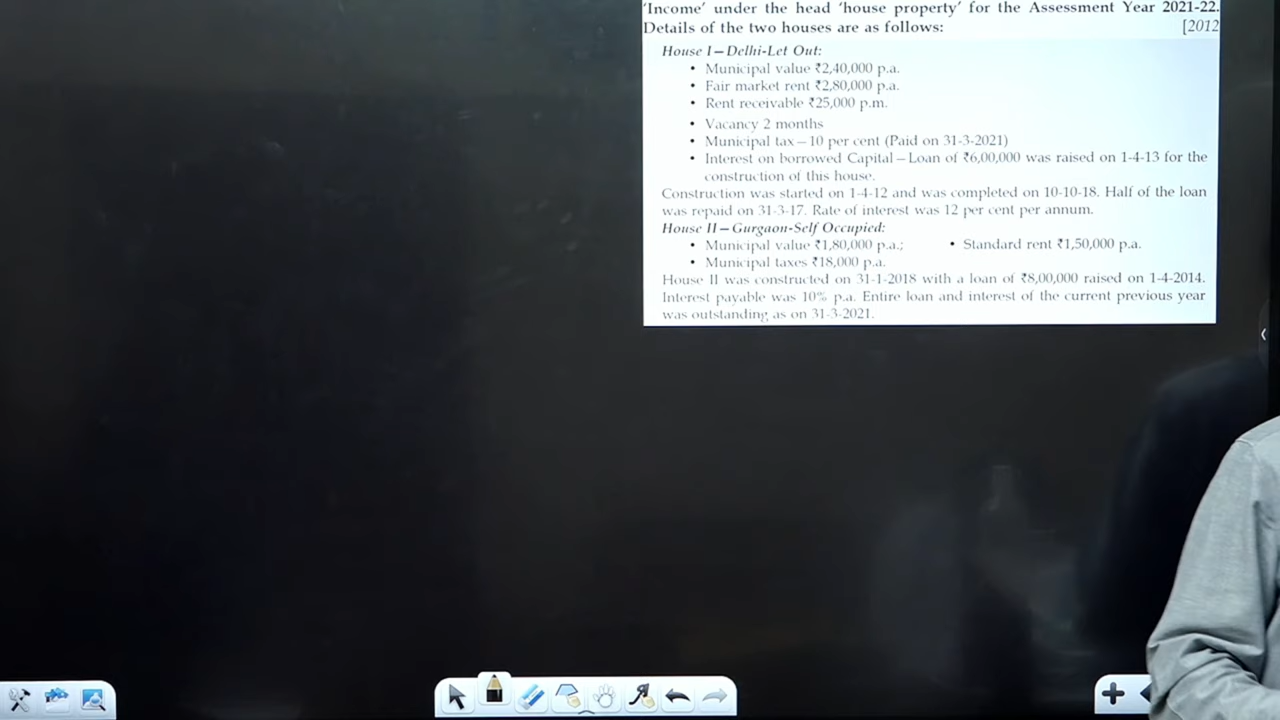 'Income' under the head 'house property' for the Assessment Year 2021-22.
Details of the two houses are as follows: [2012
House I—Delhi-Let Out:
• Municipal value ₹2,40,000 p.a.
• Fair market rent ₹2,80,000 p.a.
• Rent receivable ₹25,000 p.m.
• Vacancy 2 months
• Municipal tax—10 per cent (Paid on 31-3-2021)
• Interest on borrowed Capital—Loan of ₹6,00,000 was raised on 1-4-13 for the
construction of this house.
Construction was started on 1-4-12 and was completed on 10-10-18. Half of the loan
was repaid on 31-3-17. Rate of interest was 12 per cent per annum.
House II—Gurgaon-Self Occupied:
• Municipal value ₹1,80,000 p.a.; • Standard rent ₹1,50,000 p.a.
• Municipal taxes ₹18,000 p.a.
House II was constructed on 31-1-2018 with a loan of ₹8,00,000 raised on 1-4-2014.
Interest payable was 10% p.a. Entire loan and interest of the current previous year
was outstanding as on 31-3-2021.